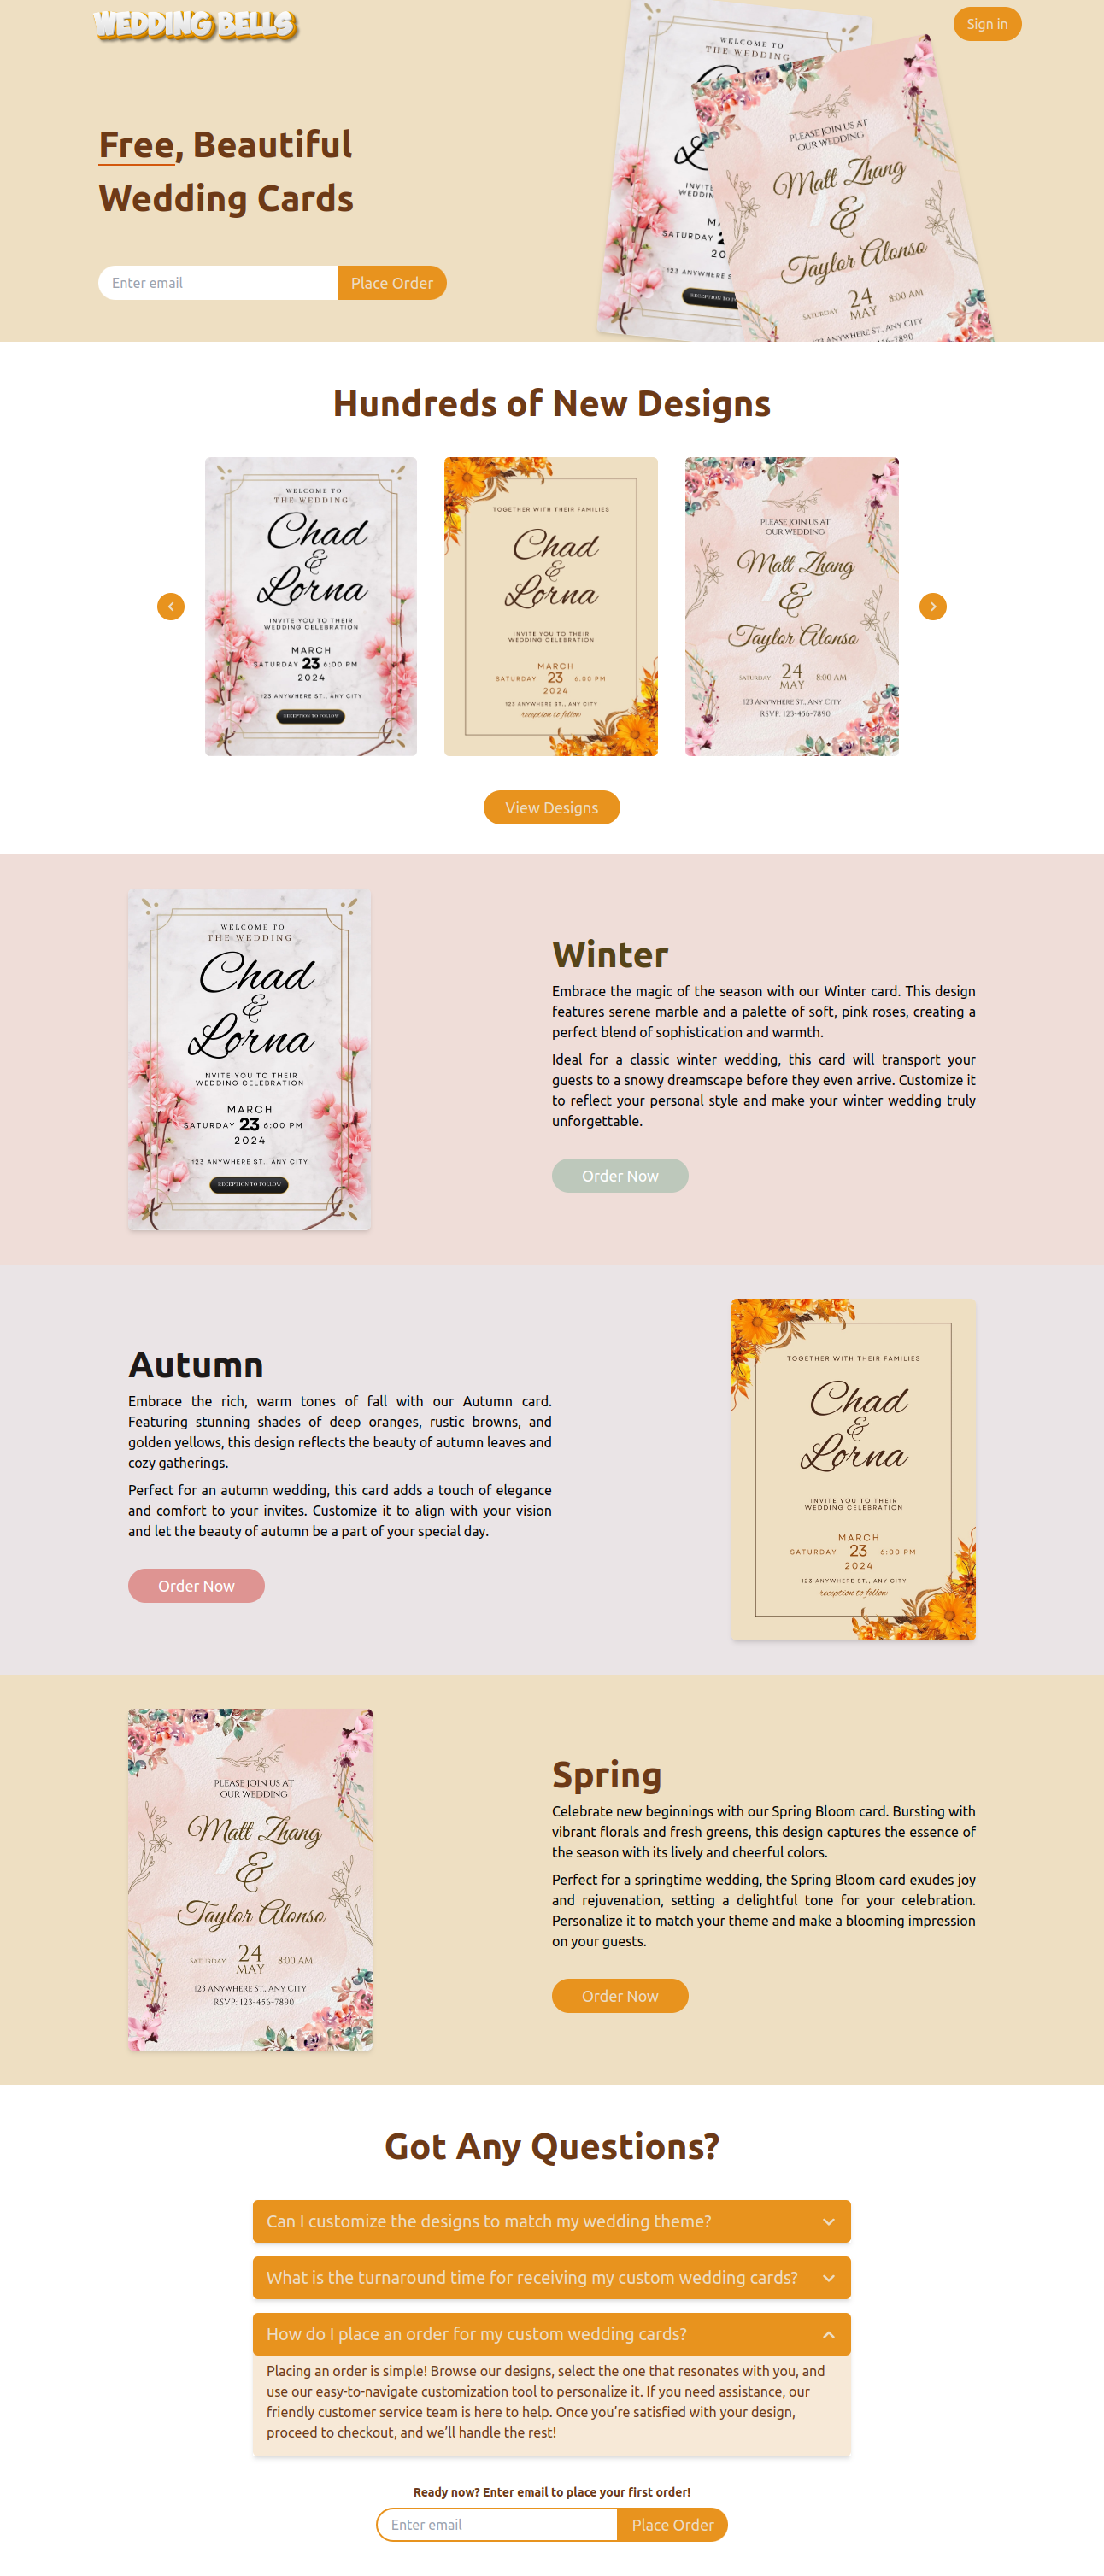 WEDDING BELLS
Sign in
Free, Beautiful
Wedding Cards
Enter email
Place Order
WELCOME TO
THE WEDDING
INVIT
WEDDIN
SATURDAY 2
20
123 ANYWHERE S
RECEPTION TO
PLEASE JOIN US AT
OUR WEDDING
Matt Zhang
&
Taylor Alonso
SATURDAY 24 8:00 AM
MAY
123 ANYWHERE ST., ANY CITY
Hundreds of New Designs
WELCOME TO
THE WEDDING
Chad
&
Lorna
INVITE YOU TO THEIR
WEDDING CELEBRATION
MARCH
SATURDAY 23 6:00 PM
2024
123 ANYWHERE ST., ANY CITY
RECEPTION TO FOLLOW
TOGETHER WITH THEIR FAMILIES
Chad
&
Lorna
INVITE YOU TO THEIR
WEDDING CELEBRATION
MARCH
SATURDAY 23 6:00 PM
2024
123 ANYWHERE ST., ANY CITY
reception to follow
PLEASE JOIN US AT
OUR WEDDING
Matt Zhang
&
Taylor Alonso
SATURDAY 24 8:00 AM
MAY
123 ANYWHERE ST., ANY CITY
RSVP: 123-456-7890
View Designs
WELCOME TO
THE WEDDING
Chad
&
Lorna
INVITE YOU TO THEIR
WEDDING CELEBRATION
MARCH
SATURDAY 23 6:00 PM
2024
123 ANYWHERE ST., ANY CITY
RECEPTION TO FOLLOW
Winter
Embrace the magic of the season with our Winter card. This design
features serene marble and a palette of soft, pink roses, creating a
perfect blend of sophistication and warmth.
Ideal for a classic winter wedding, this card will transport your
guests to a snowy dreamscape before they even arrive. Customize it
to reflect your personal style and make your winter wedding truly
unforgettable.
Order Now
Autumn
Embrace the rich, warm tones of fall with our Autumn card.
Featuring stunning shades of deep oranges, rustic browns, and
golden yellows, this design reflects the beauty of autumn leaves and
cozy gatherings.
Perfect for an autumn wedding, this card adds a touch of elegance
and comfort to your invites. Customize it to align with your vision
and let the beauty of autumn be a part of your special day.
Order Now
TOGETHER WITH THEIR FAMILIES
Chad
&
Lorna
INVITE YOU TO THEIR
WEDDING CELEBRATION
MARCH
SATURDAY 23 6:00 PM
2024
123 ANYWHERE ST., ANY CITY
reception to follow
PLEASE JOIN US AT
OUR WEDDING
Matt Zhang
&
Taylor Alonso
SATURDAY 24 8:00 AM
MAY
123 ANYWHERE ST., ANY CITY
RSVP: 123-456-7890
Spring
Celebrate new beginnings with our Spring Bloom card. Bursting with
vibrant florals and fresh greens, this design captures the essence of
the season with its lively and cheerful colors.
Perfect for a springtime wedding, the Spring Bloom card exudes joy
and rejuvenation, setting a delightful tone for your celebration.
Personalize it to match your theme and make a blooming impression
on your guests.
Order Now
Got Any Questions?
Can I customize the designs to match my wedding theme?
What is the turnaround time for receiving my custom wedding cards?
How do I place an order for my custom wedding cards?
Placing an order is simple! Browse our designs, select the one that resonates with you, and
use our easy-to-navigate customization tool to personalize it. If you need assistance, our
friendly customer service team is here to help. Once you’re satisfied with your design,
proceed to checkout, and we’ll handle the rest!
Ready now? Enter email to place your first order!
Enter email
Place Order